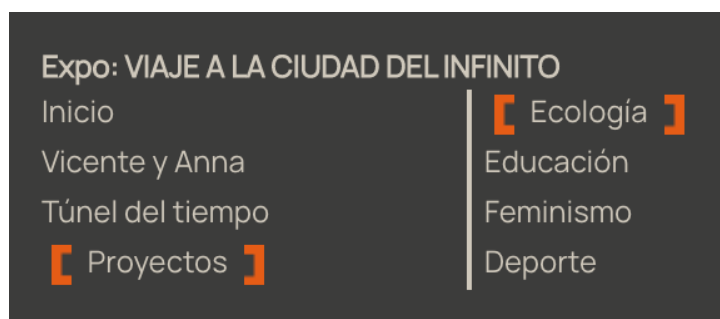 Expo: VIAJE A LA CIUDAD DEL INFINITO
Inicio
Vicente y Anna
Túnel del tiempo
[ Proyectos ]
[ Ecología ]
Educación
Feminismo
Deporte